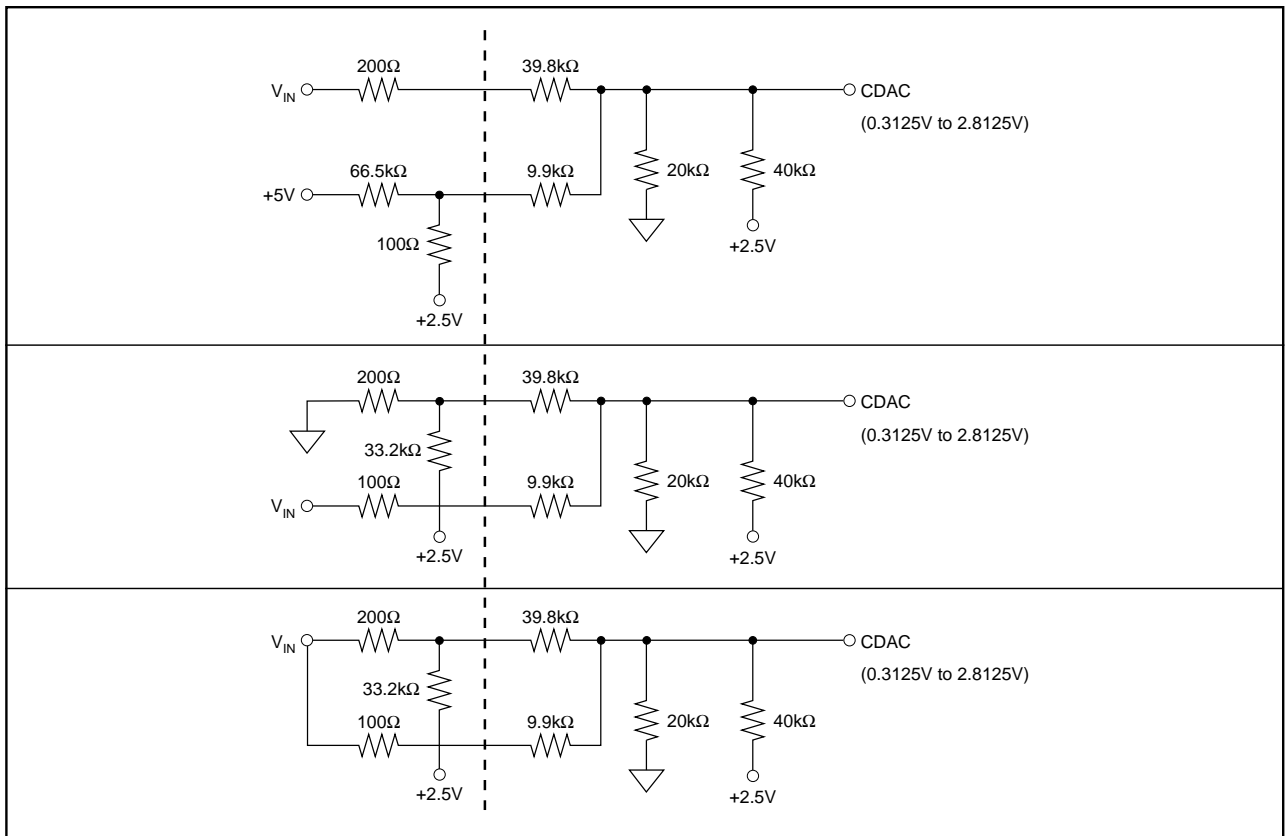 200Ω 39.8kΩ
V_IN CDAC
(0.3125V to 2.8125V)
66.5kΩ 9.9kΩ 20kΩ 40kΩ
+5V
100Ω
+2.5V
+2.5V
200Ω 39.8kΩ
CDAC
(0.3125V to 2.8125V)
33.2kΩ
100Ω 9.9kΩ 20kΩ 40kΩ
V_IN
+2.5V +2.5V
200Ω 39.8kΩ
V_IN CDAC
(0.3125V to 2.8125V)
33.2kΩ
100Ω 9.9kΩ 20kΩ 40kΩ
+2.5V +2.5V